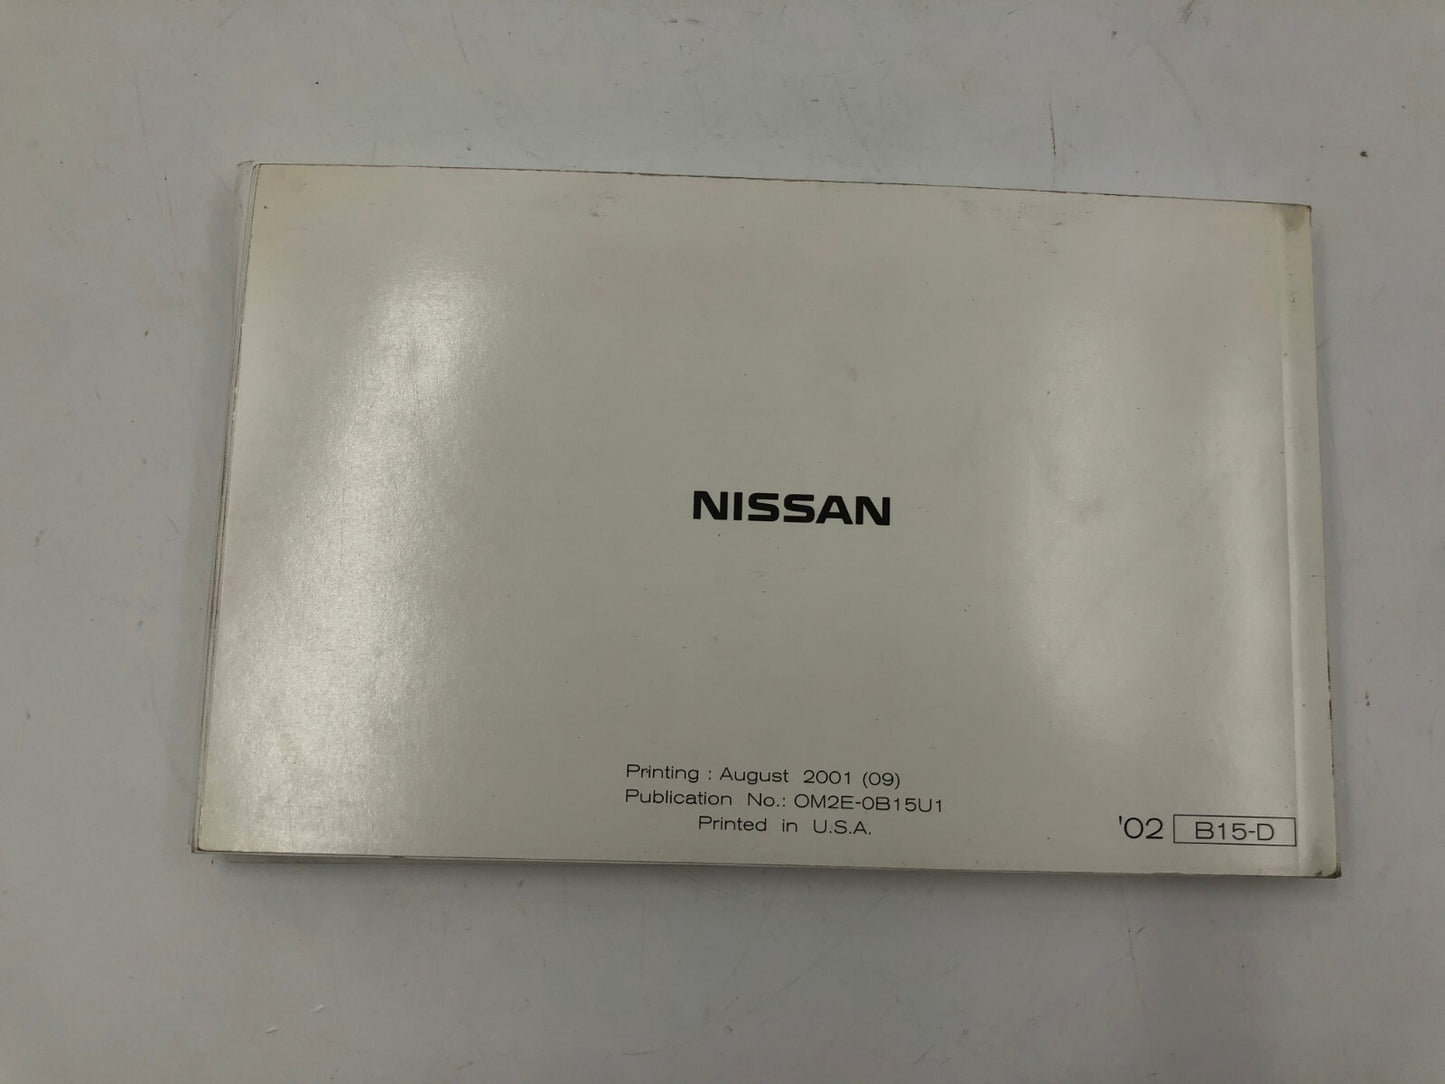 NISSAN
Printing : August 2001 (09)
Publication No.: OM2E-0B15U1
Printed in U.S.A.
'02 B15-D